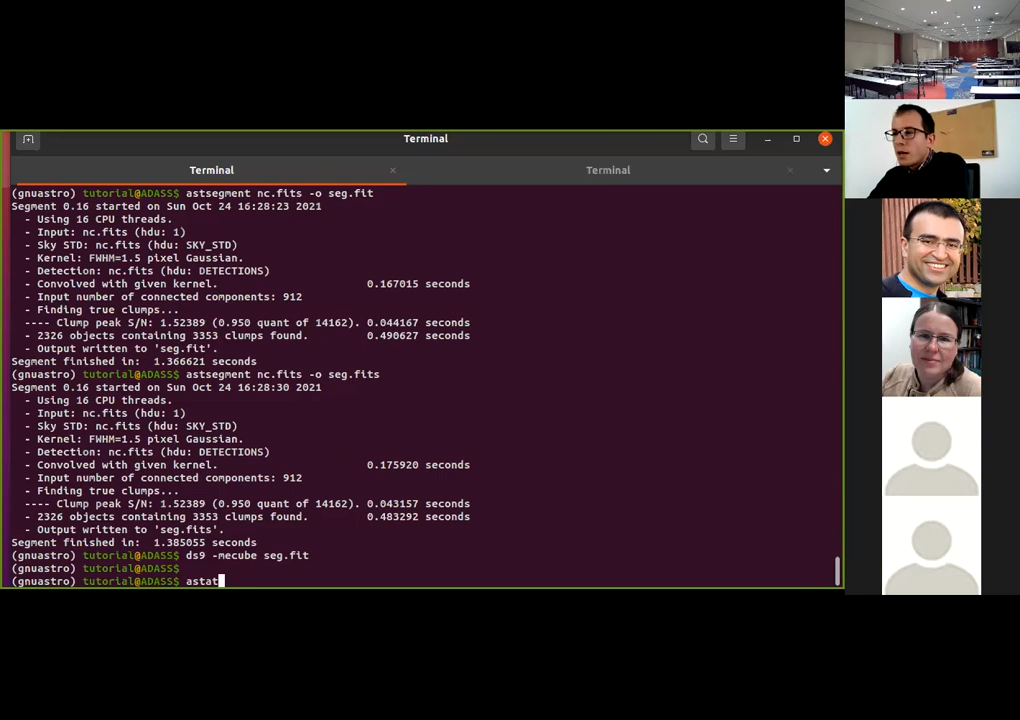 Terminal
Terminal
Terminal
(gnuastro) tutorial@ADASS$ astsegment nc.fits -o seg.fit
Segment 0.16 started on Sun Oct 24 16:28:23 2021
- Using 16 CPU threads.
- Input: nc.fits (hdu: 1)
- Sky STD: nc.fits (hdu: SKY_STD)
- Kernel: FWHM=1.5 pixel Gaussian.
- Detection: nc.fits (hdu: DETECTIONS)
- Convolved with given kernel. 0.167015 seconds
- Input number of connected components: 912
- Finding true clumps...
---- Clump peak S/N: 1.52389 (0.950 quant of 14162). 0.044167 seconds
- 2326 objects containing 3353 clumps found. 0.490627 seconds
- Output written to 'seg.fit'.
Segment finished in: 1.366621 seconds
(gnuastro) tutorial@ADASS$ astsegment nc.fits -o seg.fits
Segment 0.16 started on Sun Oct 24 16:28:30 2021
- Using 16 CPU threads.
- Input: nc.fits (hdu: 1)
- Sky STD: nc.fits (hdu: SKY_STD)
- Kernel: FWHM=1.5 pixel Gaussian.
- Detection: nc.fits (hdu: DETECTIONS)
- Convolved with given kernel. 0.175920 seconds
- Input number of connected components: 912
- Finding true clumps...
---- Clump peak S/N: 1.52389 (0.950 quant of 14162). 0.043157 seconds
- 2326 objects containing 3353 clumps found. 0.483292 seconds
- Output written to 'seg.fits'.
Segment finished in: 1.385055 seconds
(gnuastro) tutorial@ADASS$ ds9 -mecube seg.fit
(gnuastro) tutorial@ADASS$
(gnuastro) tutorial@ADASS$ astat